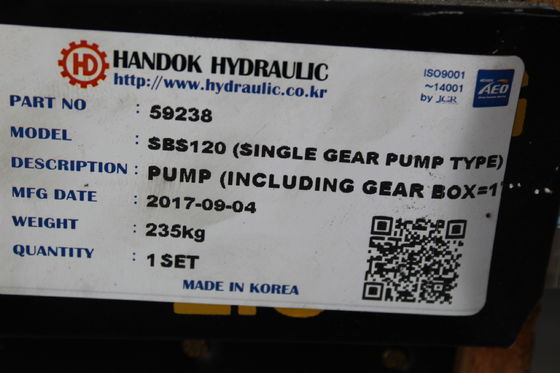 HD HANDOK HYDRAULIC
http://www.hydraulic.co.kr
ISO9001
~14001
by JCR
AEO
PART NO : 59238
MODEL : SBS120 (SINGLE GEAR PUMP TYPE)
DESCRIPTION : PUMP (INCLUDING GEAR BOX=1
MFG DATE : 2017-09-04
WEIGHT : 235kg
QUANTITY : 1 SET
MADE IN KOREA